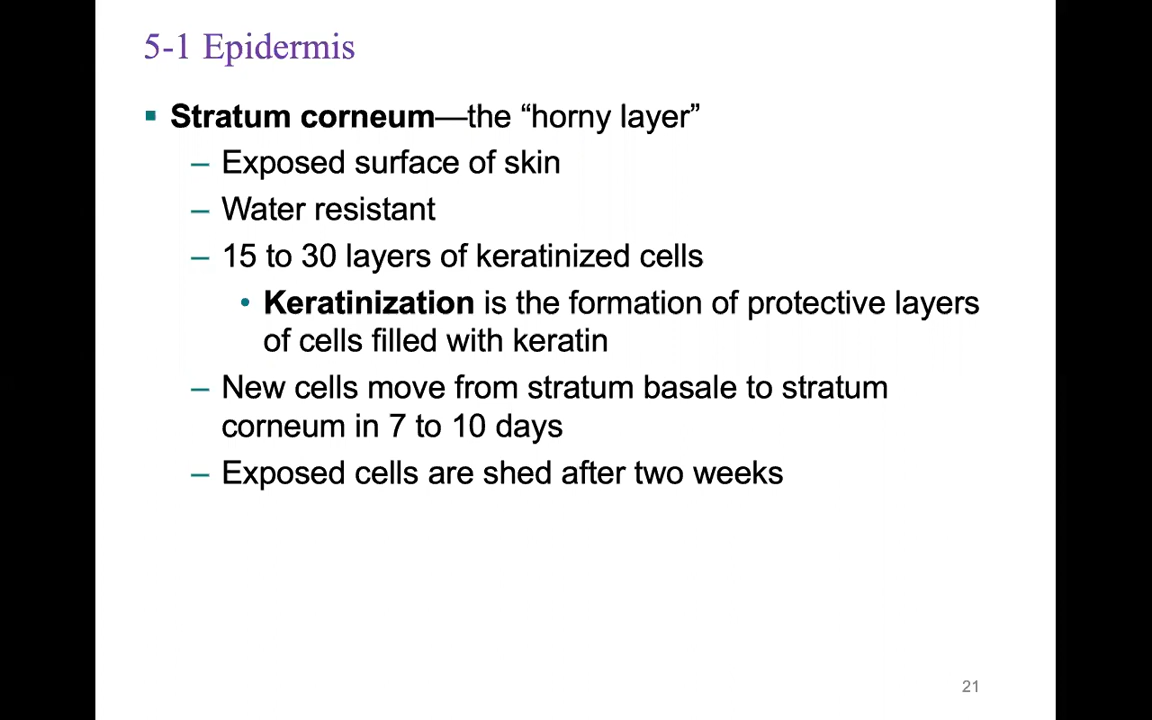 5-1 Epidermis
▪ Stratum corneum—the “horny layer”
– Exposed surface of skin
– Water resistant
– 15 to 30 layers of keratinized cells
• Keratinization is the formation of protective layers
of cells filled with keratin
– New cells move from stratum basale to stratum
corneum in 7 to 10 days
– Exposed cells are shed after two weeks
21